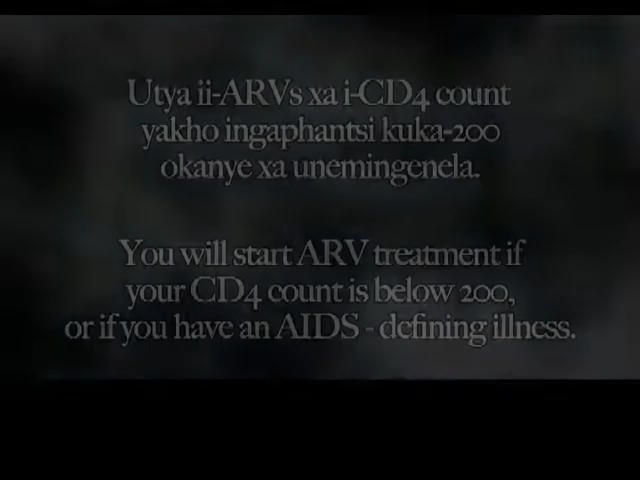 Utya ii-ARVs xa i-CD4 count
yakho ingaphantsi kuka-200
okanye xa unemingenela.
You will start ARV treatment if
your CD4 count is below 200,
or if you have an AIDS - defining illness.